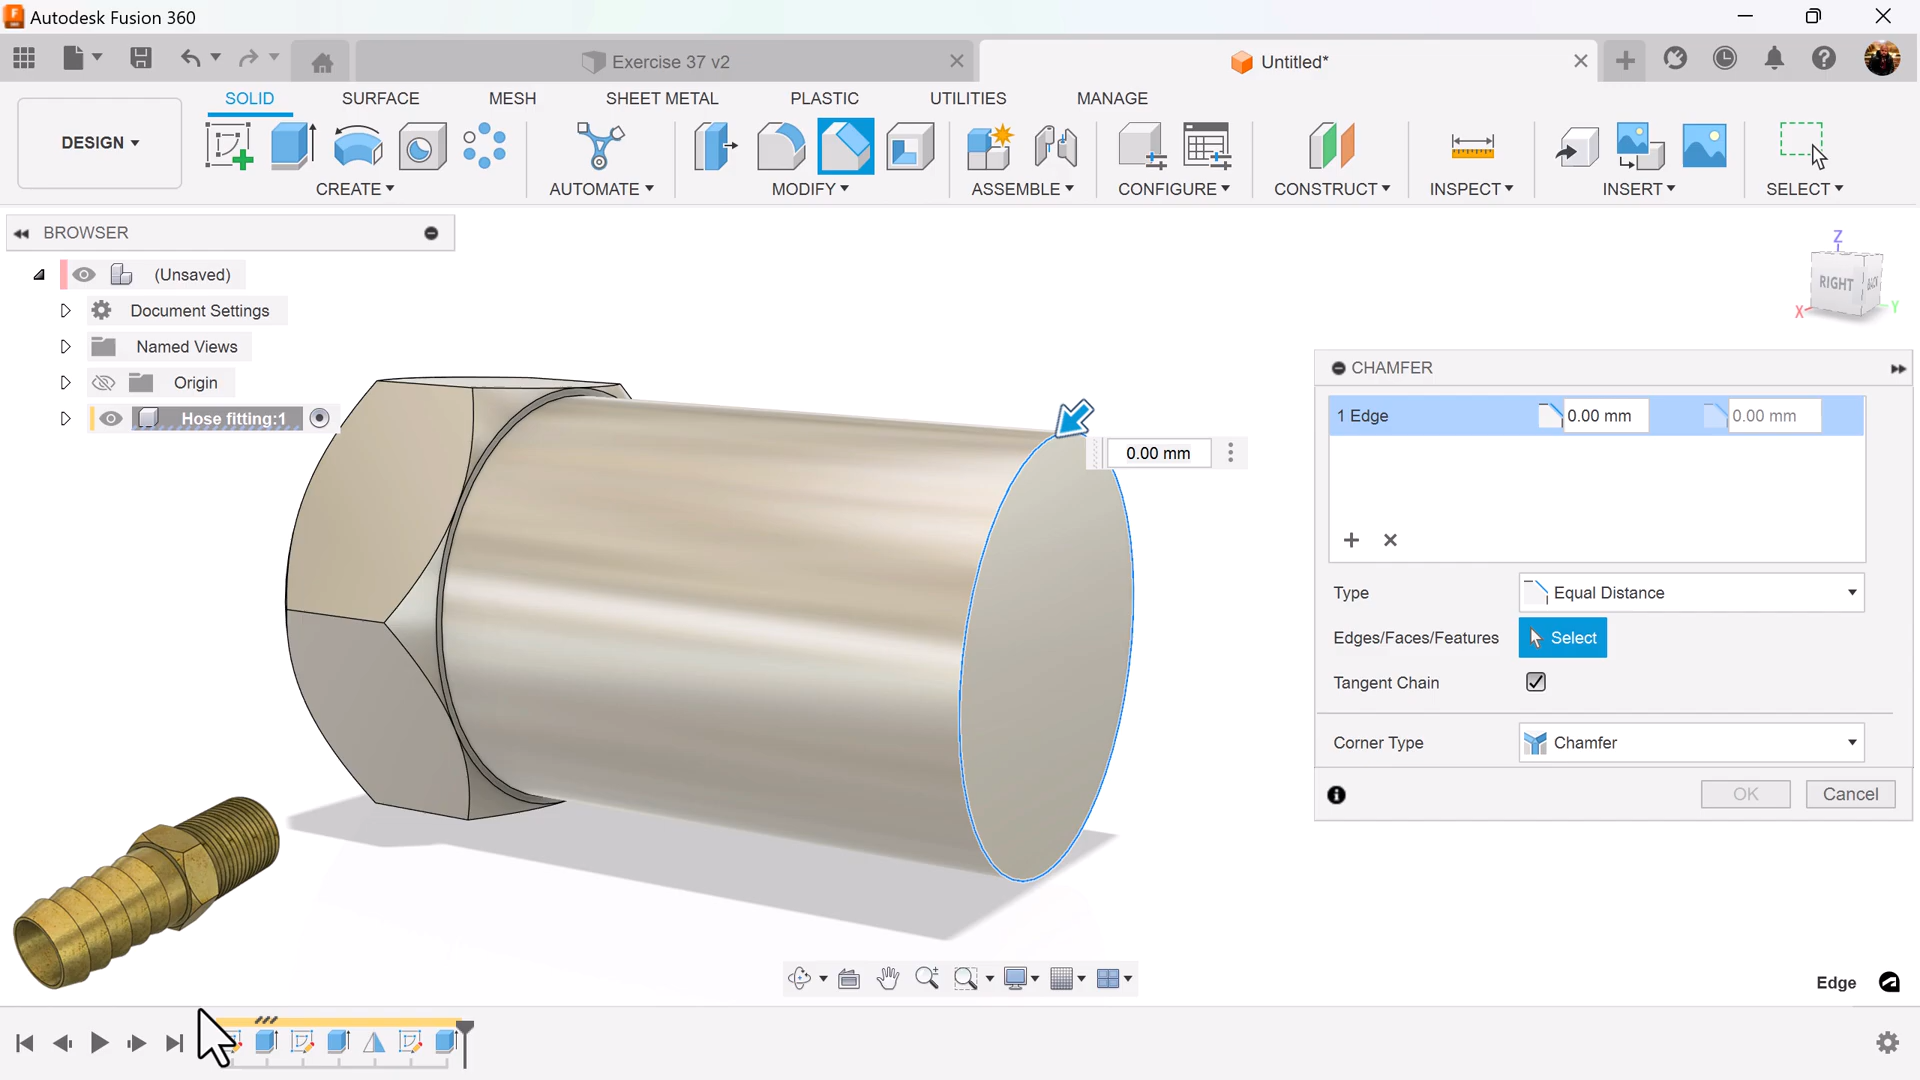 Autodesk Fusion 360
Exercise 37 v2
Untitled*
DESIGN
SOLID SURFACE MESH SHEET METAL PLASTIC UTILITIES MANAGE
CREATE AUTOMATE MODIFY ASSEMBLE CONFIGURE CONSTRUCT INSPECT INSERT SELECT
BROWSER
(Unsaved)
Document Settings
Named Views
Origin
Hose fitting:1
Z
RIGHT
BACK
X
Y
0.00 mm
CHAMFER
1 Edge 0.00 mm 0.00 mm
Type Equal Distance
Edges/Faces/Features Select
Tangent Chain
Corner Type Chamfer
OK Cancel
Edge